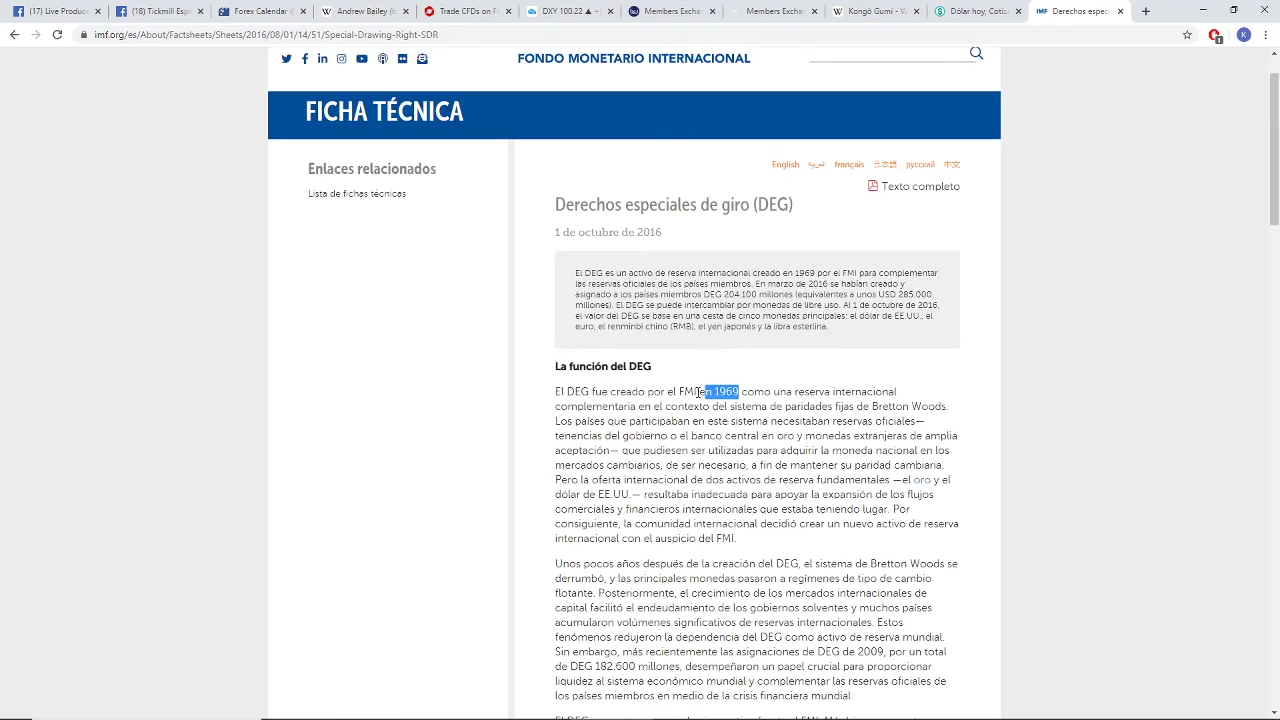 (17) Live Produc
(18) Tickmill Esp
Forex Calendar
Andrew Bailey (b
Trade CFDs on F
DXY 100.22 ▲ +0
Members Exchan
Members Exchan
Kongō Gumi - W
Dólar hoy, Cotiz
IMF Derechos espec
imf.org/es/About/Factsheets/Sheets/2016/08/01/14/51/Special-Drawing-Right-SDR
K
FONDO MONETARIO INTERNACIONAL
FICHA TÉCNICA
Enlaces relacionados
Lista de fichas técnicas
English العربية français 日本語 русский 中文
Texto completo
Derechos especiales de giro (DEG)
1 de octubre de 2016
El DEG es un activo de reserva internacional creado en 1969 por el FMI para complementar
las reservas oficiales de los países miembros. En marzo de 2016 se habían creado y
asignado a los países miembros DEG 204.100 millones (equivalentes a unos USD 285.000
millones). El DEG se puede intercambiar por monedas de libre uso. Al 1 de octubre de 2016,
el valor del DEG se base en una cesta de cinco monedas principales: el dólar de EE.UU., el
euro, el renminbi chino (RMB), el yen japonés y la libra esterlina.
La función del DEG
El DEG fue creado por el FMI en 1969 como una reserva internacional
complementaria en el contexto del sistema de paridades fijas de Bretton Woods.
Los países que participaban en este sistema necesitaban reservas oficiales—
tenencias del gobierno o el banco central en oro y monedas extranjeras de amplia
aceptación— que pudiesen ser utilizadas para adquirir la moneda nacional en los
mercados cambiarios, de ser necesario, a fin de mantener su paridad cambiaria.
Pero la oferta internacional de dos activos de reserva fundamentales —el oro y el
dólar de EE.UU.— resultaba inadecuada para apoyar la expansión de los flujos
comerciales y financieros internacionales que estaba teniendo lugar. Por
consiguiente, la comunidad internacional decidió crear un nuevo activo de reserva
internacional con el auspicio del FMI.
Unos pocos años después de la creación del DEG, el sistema de Bretton Woods se
derrumbó, y las principales monedas pasaron a regímenes de tipo de cambio
flotante. Posteriormente, el crecimiento de los mercados internacionales de
capital facilitó el endeudamiento de los gobiernos solventes y muchos países
acumularon volúmenes significativos de reservas internacionales. Estos
fenómenos redujeron la dependencia del DEG como activo de reserva mundial.
Sin embargo, más recientemente las asignaciones de DEG de 2009, por un total
de DEG 182.600 millones, desempeñaron un papel crucial para proporcionar
liquidez al sistema económico mundial y complementar las reservas oficiales de
los países miembros en medio de la crisis financiera mundial.